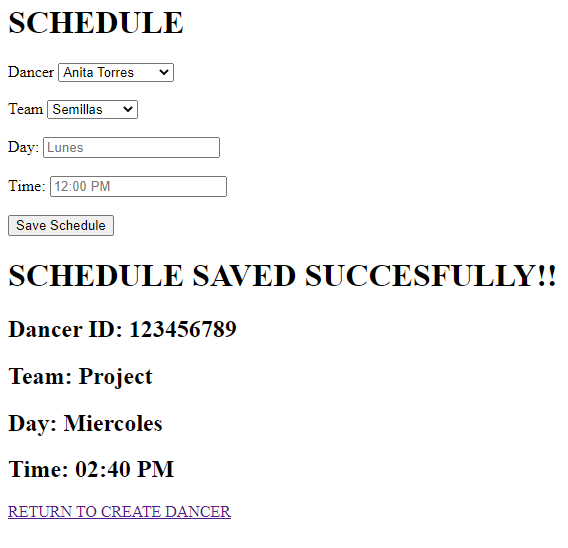 SCHEDULE
Dancer Anita Torres
Team Semillas
Day: Lunes
Time: 12:00 PM
Save Schedule
SCHEDULE SAVED SUCCESFULLY!!
Dancer ID: 123456789
Team: Project
Day: Miercoles
Time: 02:40 PM
RETURN TO CREATE DANCER